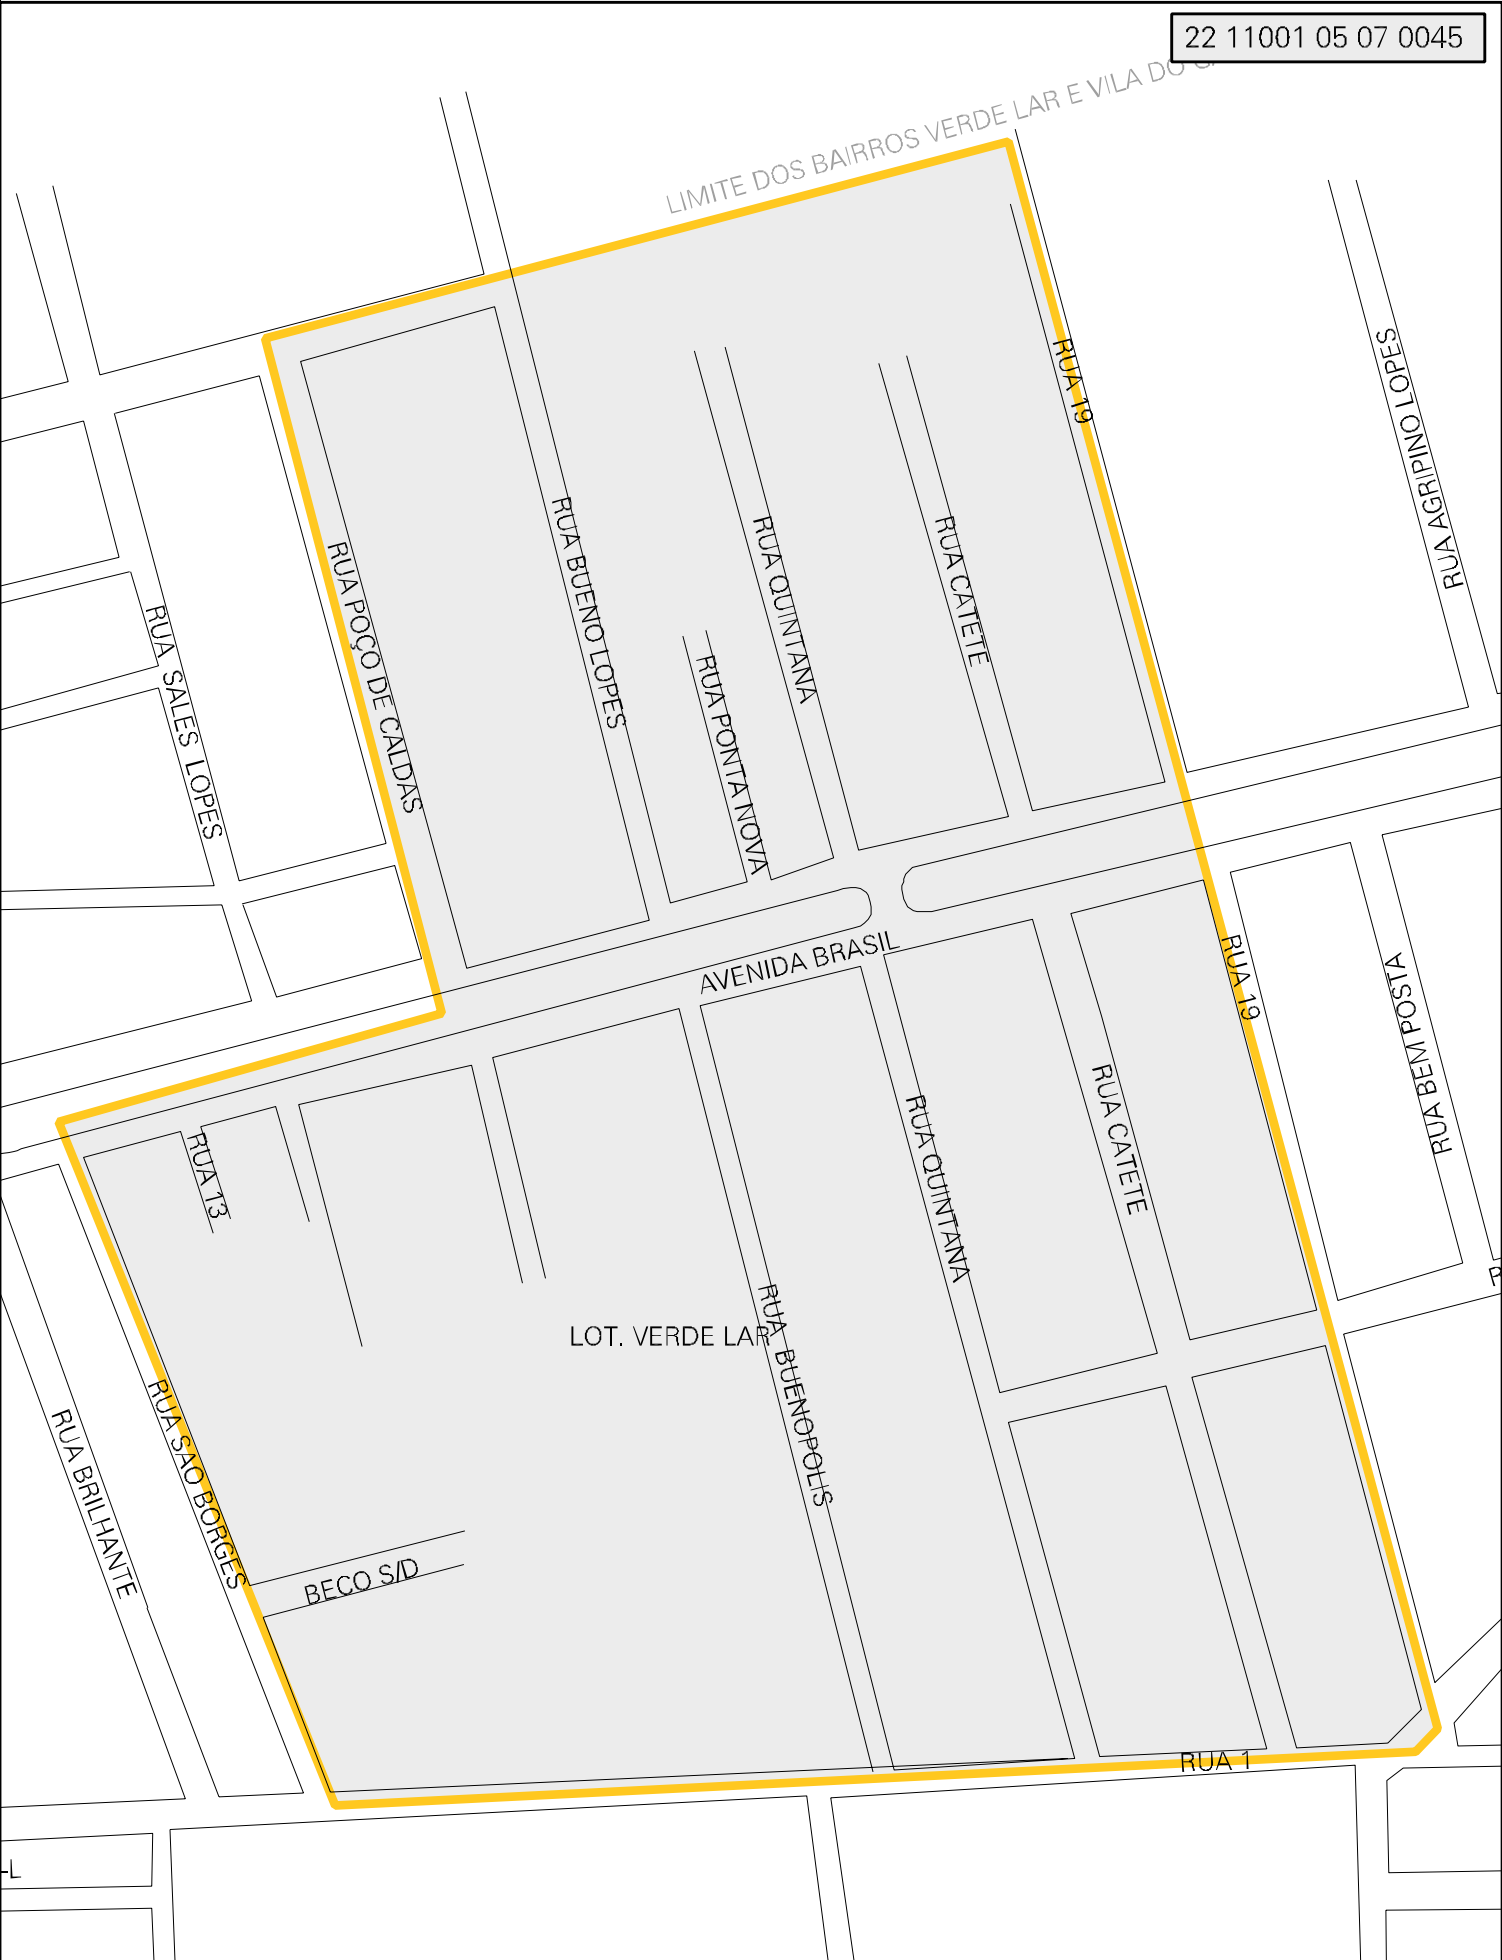 22 11001 05 07 0045
LIMITE DOS BAIRROS VERDE LAR E VILA DO
RUA 19
RUA AGRIPINO LOPES
RUA BUENO LOPES
RUA QUINTANA
RUA CATETE
RUA POÇO DE CALDAS
RUA SALES LOPES
RUA PONTA NOVA
AVENIDA BRASIL
RUA 19
RUA BEM POSTA
RUA CATETE
RUA QUINTANA
RUA 13
LOT. VERDE LAR
RUA BUENOPOLIS
RUA SAO BORGES
RUA BRILHANTE
BECO S/D
RUA 1